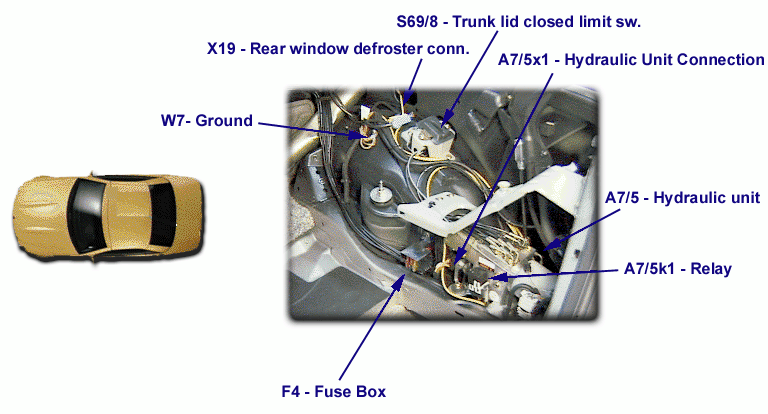 S69/8 - Trunk lid closed limit sw.
X19 - Rear window defroster conn.
A7/5x1 - Hydraulic Unit Connection
W7- Ground
A7/5 - Hydraulic unit
A7/5k1 - Relay
F4 - Fuse Box